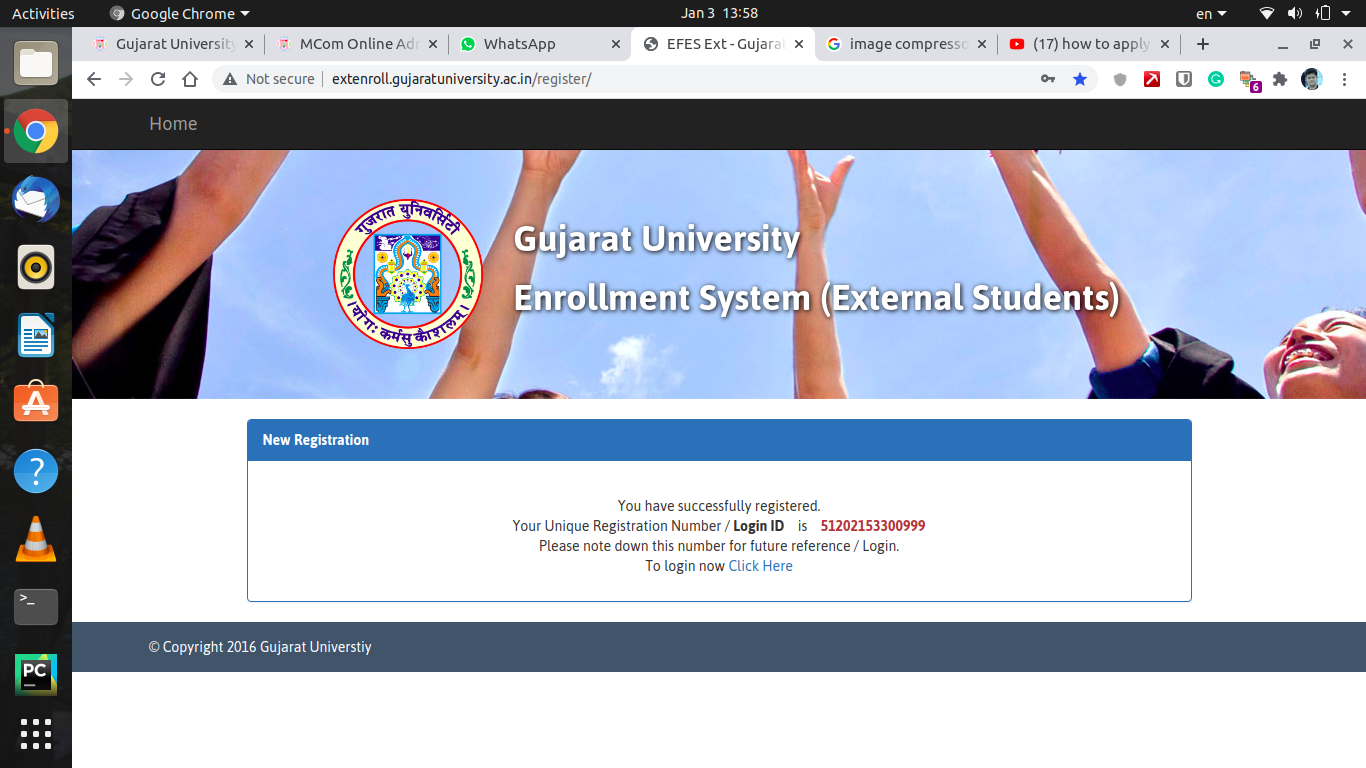 Activities
Google Chrome
Jan 3 13:58
en
Gujarat University
MCom Online Adr
WhatsApp
EFES Ext - Gujarat
image compresso
(17) how to apply
Not secure
extenroll.gujaratuniversity.ac.in/register/
6
Home
गुजरात युनिवर्सिटी
।योगः कर्मसु कौशलम्।
Gujarat University
Enrollment System (External Students)
New Registration
You have successfully registered.
Your Unique Registration Number / Login ID is 51202153300999
Please note down this number for future reference / Login.
To login now Click Here
© Copyright 2016 Gujarat Universtiy
>_
PC